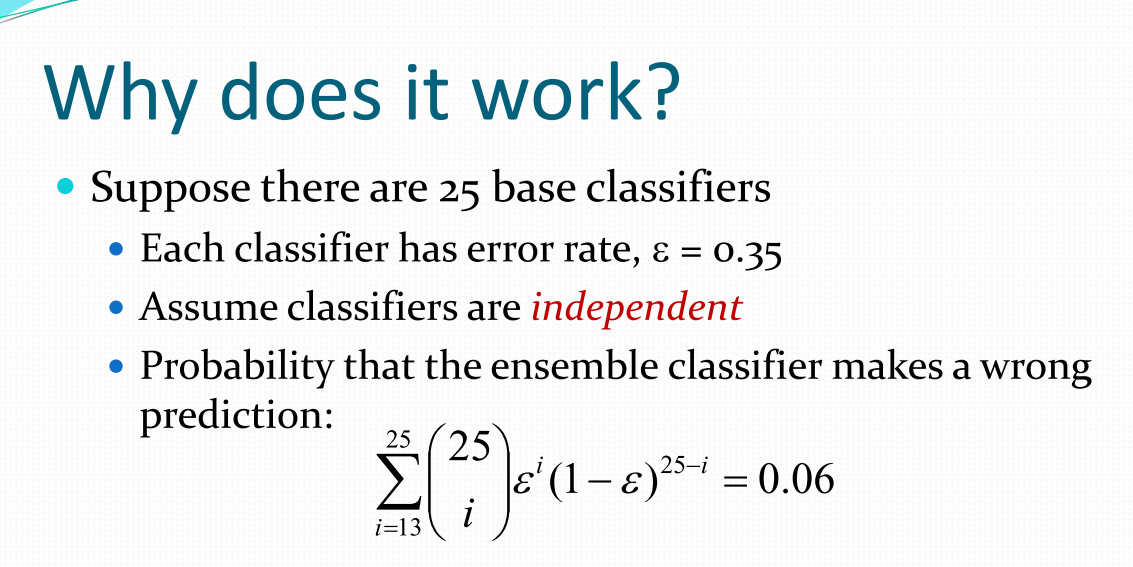 Why does it work?
Suppose there are 25 base classifiers
Each classifier has error rate, ε = 0.35
Assume classifiers are independent
Probability that the ensemble classifier makes a wrong
prediction:
$\sum_{i=13}^{25} \binom{25}{i} \varepsilon^{i} (1 - \varepsilon)^{25-i} = 0.06$